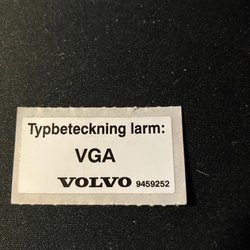 Typbeteckning larm:
VGA
VOLVO 9459252